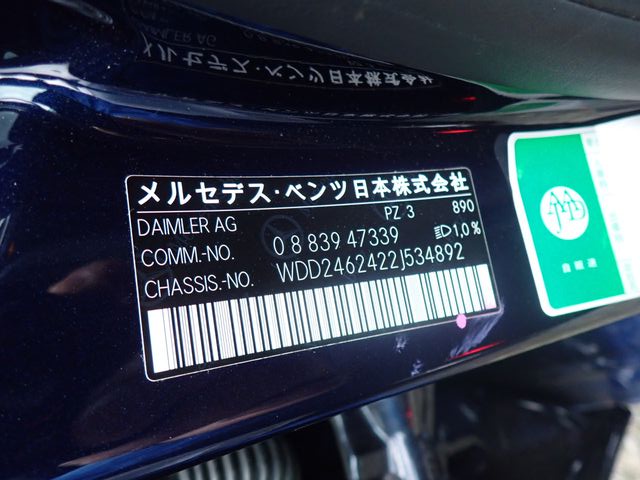 メルセデス・ベンツ日本株式会社
DAIMLER AG PZ 3 890
COMM.-NO. 0 8 839 47339 1,0%
CHASSIS.-NO. WDD2462422J534892